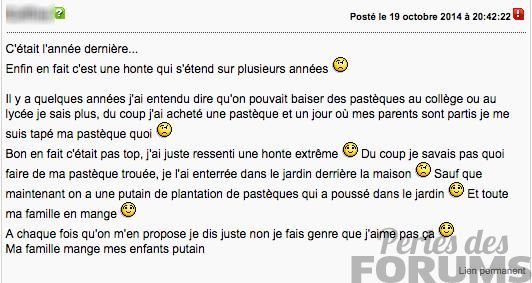 Posté le 19 octobre 2014 à 20:42:22
C'était l'année dernière...
Enfin en fait c'est une honte qui s'étend sur plusieurs années
Il y a quelques années j'ai entendu dire qu'on pouvait baiser des pastèques au collège ou au
lycée je sais plus, du coup j'ai acheté une pastèque et un jour où mes parents sont partis je me
suis tapé ma pastèque quoi
Bon en fait c'était pas top, j'ai juste ressenti une honte extrême Du coup je savais pas quoi
faire de ma pastèque trouée, je l'ai enterrée dans le jardin derrière la maison Sauf que
maintenant on a une putain de plantation de pastèques qui a poussé dans le jardin Et toute
ma famille en mange
A chaque fois qu'on m'en propose je dis juste non je fais genre que j'aime pas ça
Ma famille mange mes enfants putain
Perles des
FORUMS
Lien permanent